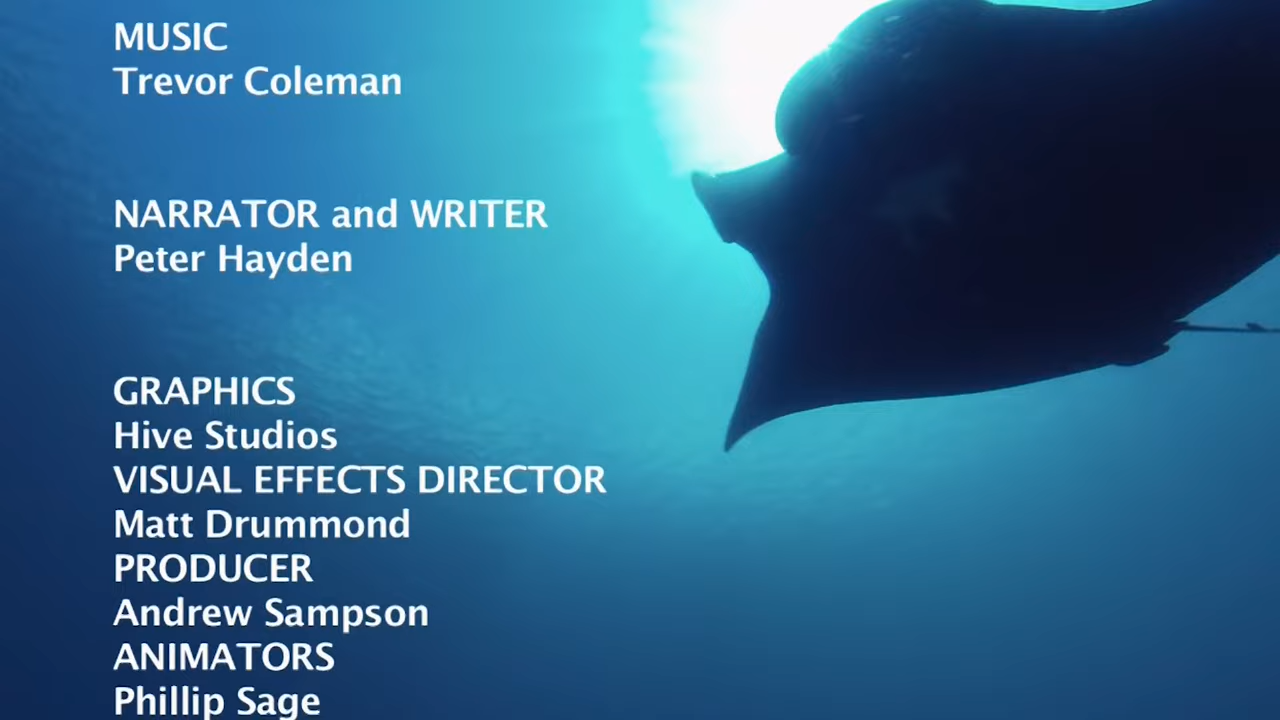 MUSIC
Trevor Coleman
NARRATOR and WRITER
Peter Hayden
GRAPHICS
Hive Studios
VISUAL EFFECTS DIRECTOR
Matt Drummond
PRODUCER
Andrew Sampson
ANIMATORS
Phillip Sage